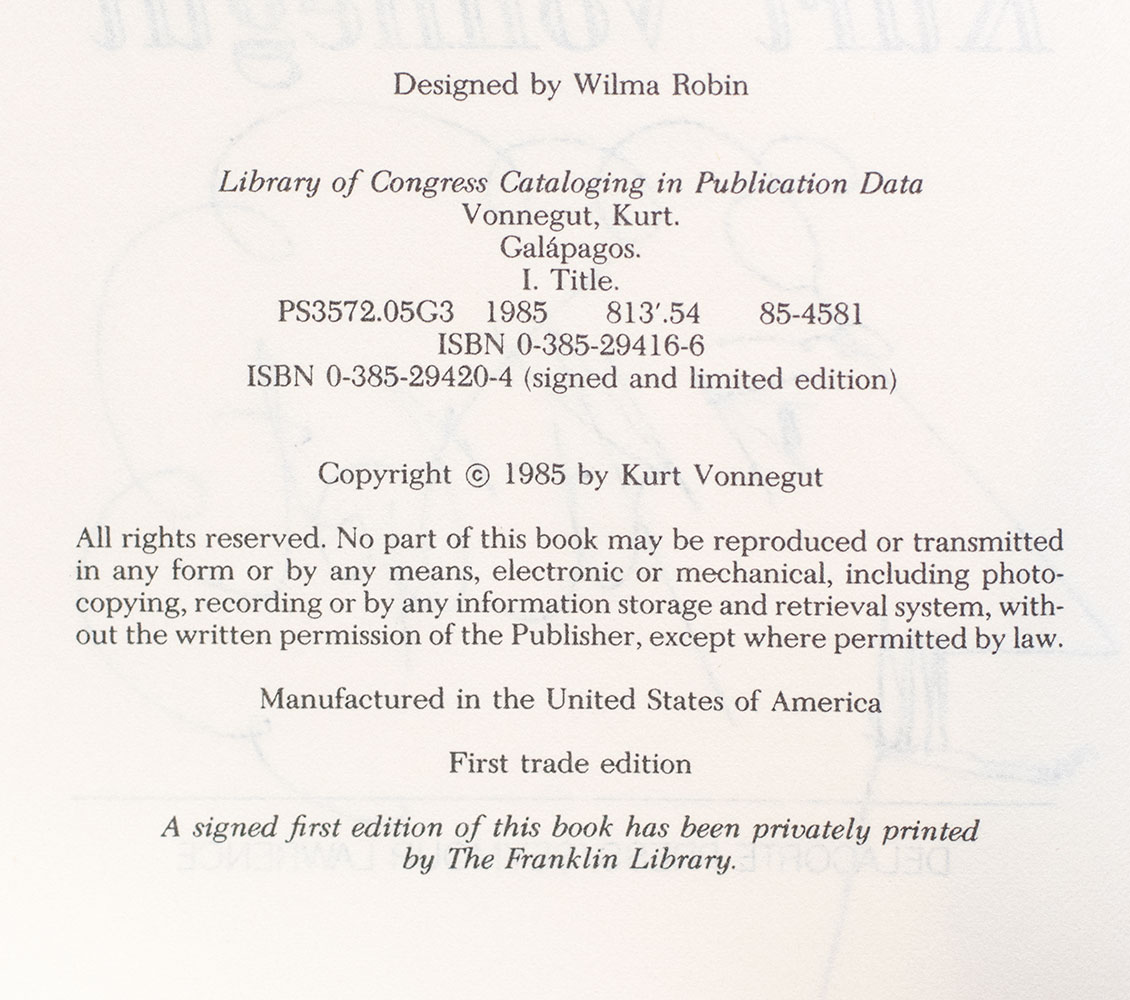 Designed by Wilma Robin
Library of Congress Cataloging in Publication Data
Vonnegut, Kurt.
Galápagos.
I. Title.
PS3572.05G3 1985 813′.54 85-4581
ISBN 0-385-29416-6
ISBN 0-385-29420-4 (signed and limited edition)
Copyright © 1985 by Kurt Vonnegut
All rights reserved. No part of this book may be reproduced or transmitted
in any form or by any means, electronic or mechanical, including photo-
copying, recording or by any information storage and retrieval system, with-
out the written permission of the Publisher, except where permitted by law.
Manufactured in the United States of America
First trade edition
A signed first edition of this book has been privately printed
by The Franklin Library.